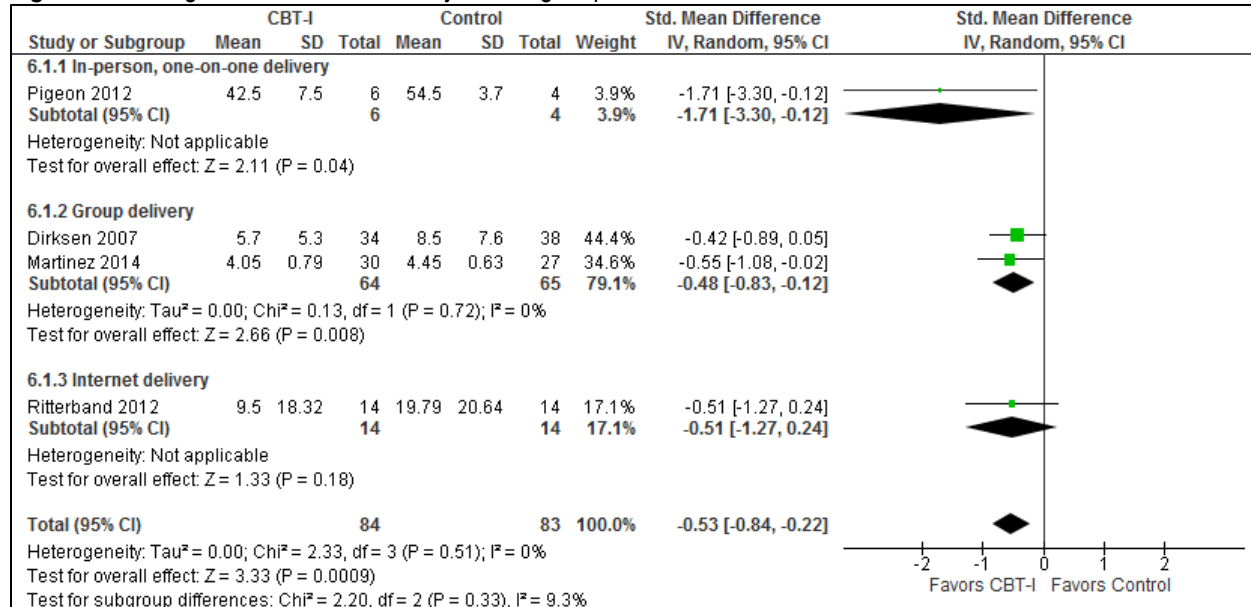 CBT-I Control Std. Mean Difference Std. Mean Difference
Study or Subgroup Mean SD Total Mean SD Total Weight IV, Random, 95% CI IV, Random, 95% CI
6.1.1 In-person, one-on-one delivery
Pigeon 2012 42.5 7.5 6 54.5 3.7 4 3.9% -1.71 [-3.30, -0.12]
Subtotal (95% CI) 6 4 3.9% -1.71 [-3.30, -0.12]
Heterogeneity: Not applicable
Test for overall effect: Z = 2.11 (P = 0.04)
6.1.2 Group delivery
Dirksen 2007 5.7 5.3 34 8.5 7.6 38 44.4% -0.42 [-0.89, 0.05]
Martinez 2014 4.05 0.79 30 4.45 0.63 27 34.6% -0.55 [-1.08, -0.02]
Subtotal (95% CI) 64 65 79.1% -0.48 [-0.83, -0.12]
Heterogeneity: Tau² = 0.00; Chi² = 0.13, df = 1 (P = 0.72); I² = 0%
Test for overall effect: Z = 2.66 (P = 0.008)
6.1.3 Internet delivery
Ritterband 2012 9.5 18.32 14 19.79 20.64 14 17.1% -0.51 [-1.27, 0.24]
Subtotal (95% CI) 14 14 17.1% -0.51 [-1.27, 0.24]
Heterogeneity: Not applicable
Test for overall effect: Z = 1.33 (P = 0.18)
Total (95% CI) 84 83 100.0% -0.53 [-0.84, -0.22]
Heterogeneity: Tau² = 0.00; Chi² = 2.33, df = 3 (P = 0.51); I² = 0%
Test for overall effect: Z = 3.33 (P = 0.0009)
Test for subgroup differences: Chi² = 2.20, df = 2 (P = 0.33), I² = 9.3%
-2 -1 0 1 2
Favors CBT-I Favors Control